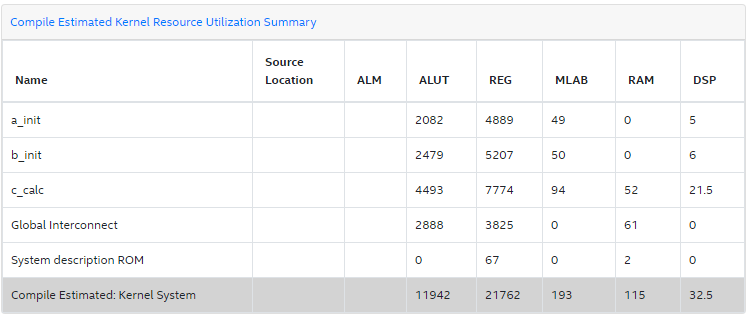 Compile Estimated Kernel Resource Utilization Summary
Name Source Location ALM ALUT REG MLAB RAM DSP
a_init 2082 4889 49 0 5
b_init 2479 5207 50 0 6
c_calc 4493 7774 94 52 21.5
Global Interconnect 2888 3825 0 61 0
System description ROM 0 67 0 2 0
Compile Estimated: Kernel System 11942 21762 193 115 32.5